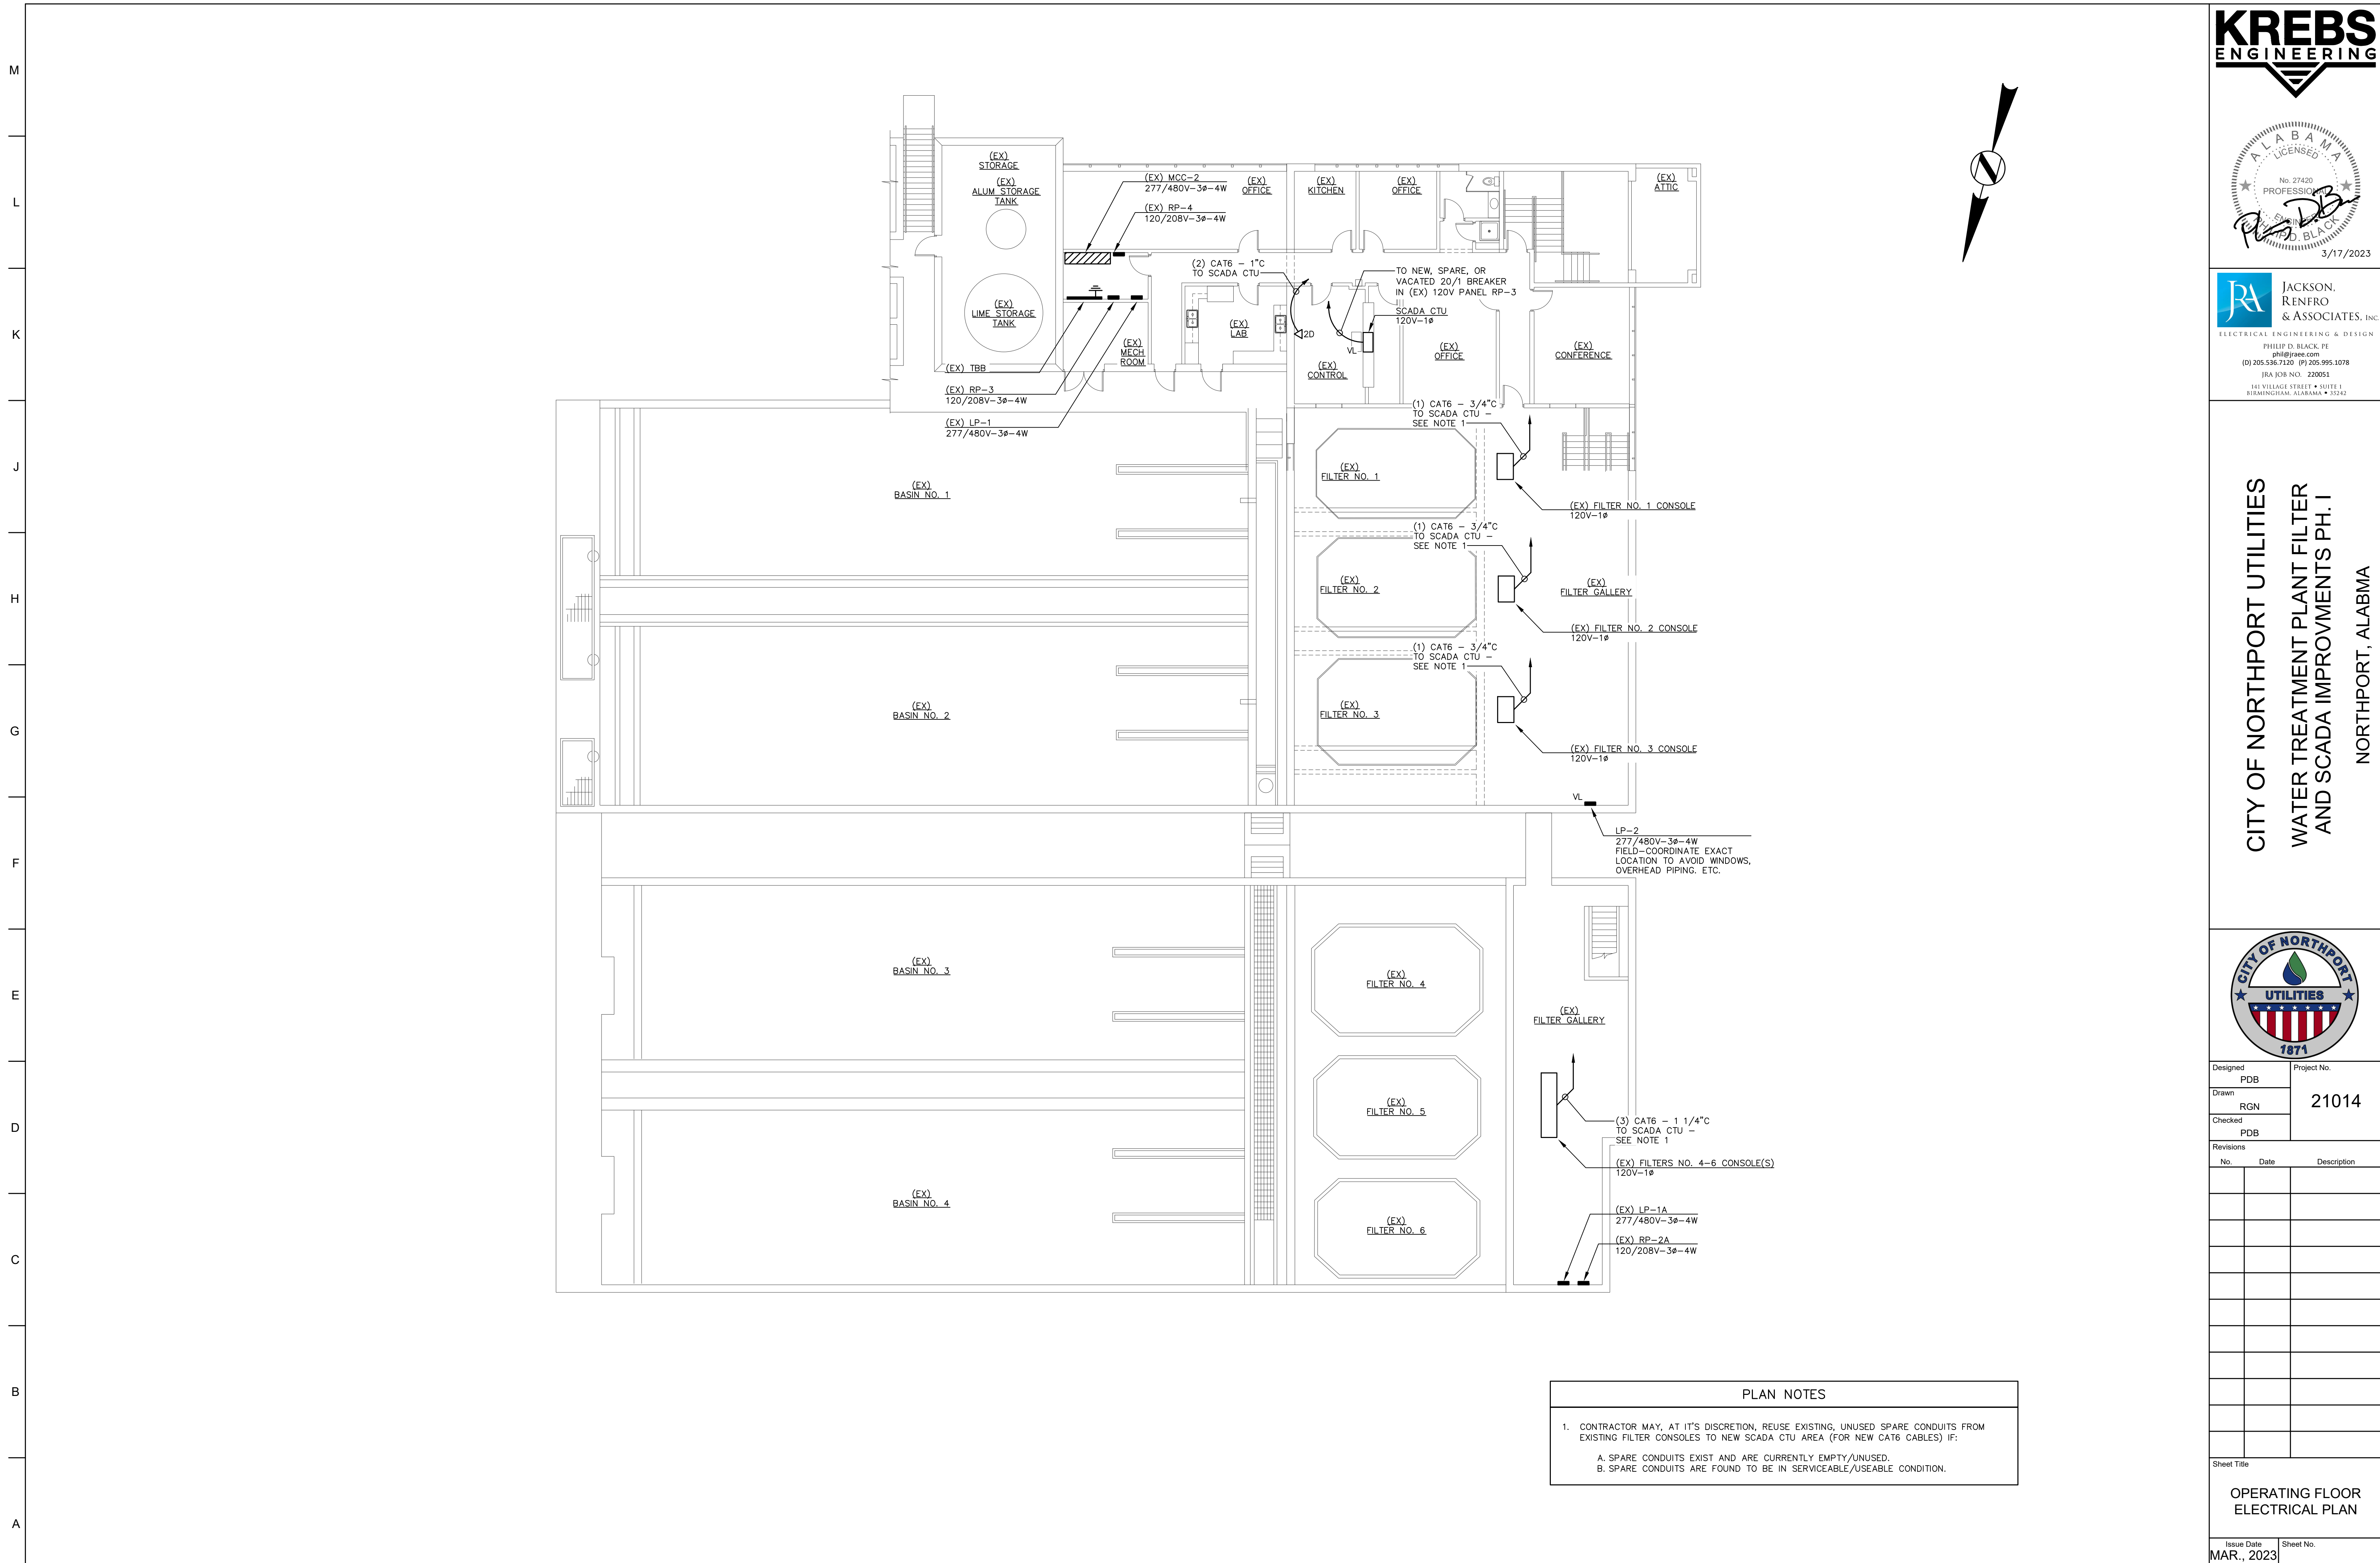 M
L
K
J
H
G
F
E
D
C
B
A
(EX)
STORAGE
(EX)
ALUM STORAGE
TANK
(EX)
LIME STORAGE
TANK
(EX) MCC-2
277/480V-3ø-4W
(EX) RP-4
120/208V-3ø-4W
(EX)
OFFICE
(EX)
KITCHEN
(EX)
OFFICE
(EX)
ATTIC
(2) CAT6 - 1"C
TO SCADA CTU
TO NEW, SPARE, OR
VACATED 20/1 BREAKER
IN (EX) 120V PANEL RP-3
SCADA CTU
120V-1ø
(EX)
LAB
2D
VL
(EX)
CONTROL
(EX)
OFFICE
(EX)
CONFERENCE
(EX)
MECH
ROOM
(EX) TBB
(EX) RP-3
120/208V-3ø-4W
(EX) LP-1
277/480V-3ø-4W
(1) CAT6 - 3/4"C
TO SCADA CTU -
SEE NOTE 1
(EX)
FILTER NO. 1
(EX)
BASIN NO. 1
(EX) FILTER NO. 1 CONSOLE
120V-1ø
(1) CAT6 - 3/4"C
TO SCADA CTU -
SEE NOTE 1
(EX)
FILTER NO. 2
(EX)
FILTER GALLERY
(EX) FILTER NO. 2 CONSOLE
120V-1ø
(1) CAT6 - 3/4"C
TO SCADA CTU -
SEE NOTE 1
(EX)
FILTER NO. 3
(EX)
BASIN NO. 2
(EX) FILTER NO. 3 CONSOLE
120V-1ø
VL
LP-2
277/480V-3ø-4W
FIELD-COORDINATE EXACT
LOCATION TO AVOID WINDOWS,
OVERHEAD PIPING. ETC.
(EX)
BASIN NO. 3
(EX)
FILTER NO. 4
(EX)
FILTER GALLERY
(EX)
FILTER NO. 5
(3) CAT6 - 1 1/4"C
TO SCADA CTU -
SEE NOTE 1
(EX) FILTERS NO. 4-6 CONSOLE(S)
120V-1ø
(EX)
BASIN NO. 4
(EX)
FILTER NO. 6
(EX) LP-1A
277/480V-3ø-4W
(EX) RP-2A
120/208V-3ø-4W
PLAN NOTES
1. CONTRACTOR MAY, AT IT'S DISCRETION, REUSE EXISTING, UNUSED SPARE CONDUITS FROM
EXISTING FILTER CONSOLES TO NEW SCADA CTU AREA (FOR NEW CAT6 CABLES) IF:
A. SPARE CONDUITS EXIST AND ARE CURRENTLY EMPTY/UNUSED.
B. SPARE CONDUITS ARE FOUND TO BE IN SERVICEABLE/USEABLE CONDITION.
KREBS
ENGINEERING
ALABAMA
LICENSED
No. 27420
PROFESSIONAL
ENGINEER
PHILIP D. BLACK
3/17/2023
JRA
JACKSON,
RENFRO
& ASSOCIATES, INC.
ELECTRICAL ENGINEERING & DESIGN
PHILIP D. BLACK, PE
phil@jraee.com
(D) 205.536.7120 (P) 205.995.1078
JRA JOB NO. 220051
141 VILLAGE STREET • SUITE 1
BIRMINGHAM, ALABAMA • 35242
CITY OF NORTHPORT UTILITIES
WATER TREATMENT PLANT FILTER
AND SCADA IMPROVMENTS PH. I
NORTHPORT, ALABMA
CITY OF NORTHPORT
UTILITIES
1871
Designed
PDB
Project No.
21014
Drawn
RGN
Checked
PDB
Revisions
No. Date Description
Sheet Title
OPERATING FLOOR
ELECTRICAL PLAN
Issue Date
MAR., 2023
Sheet No.